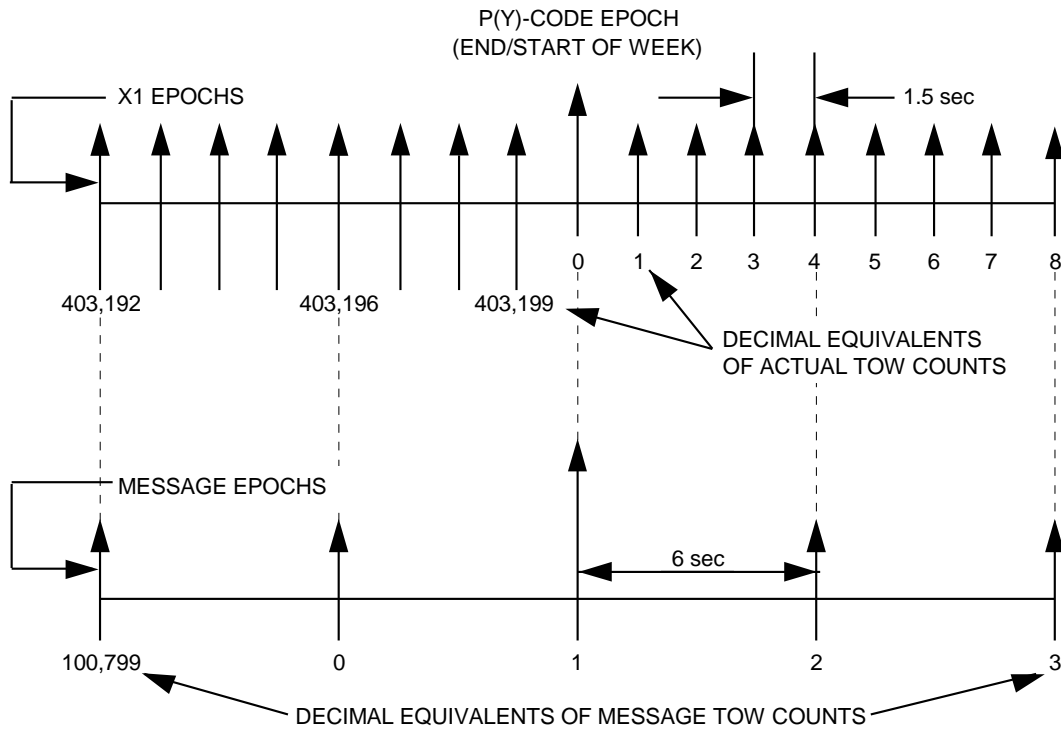 P(Y)-CODE EPOCH
(END/START OF WEEK)
X1 EPOCHS
1.5 sec
0 1 2 3 4 5 6 7 8
403,192 403,196 403,199
DECIMAL EQUIVALENTS
OF ACTUAL TOW COUNTS
MESSAGE EPOCHS
6 sec
100,799 0 1 2 3
DECIMAL EQUIVALENTS OF MESSAGE TOW COUNTS